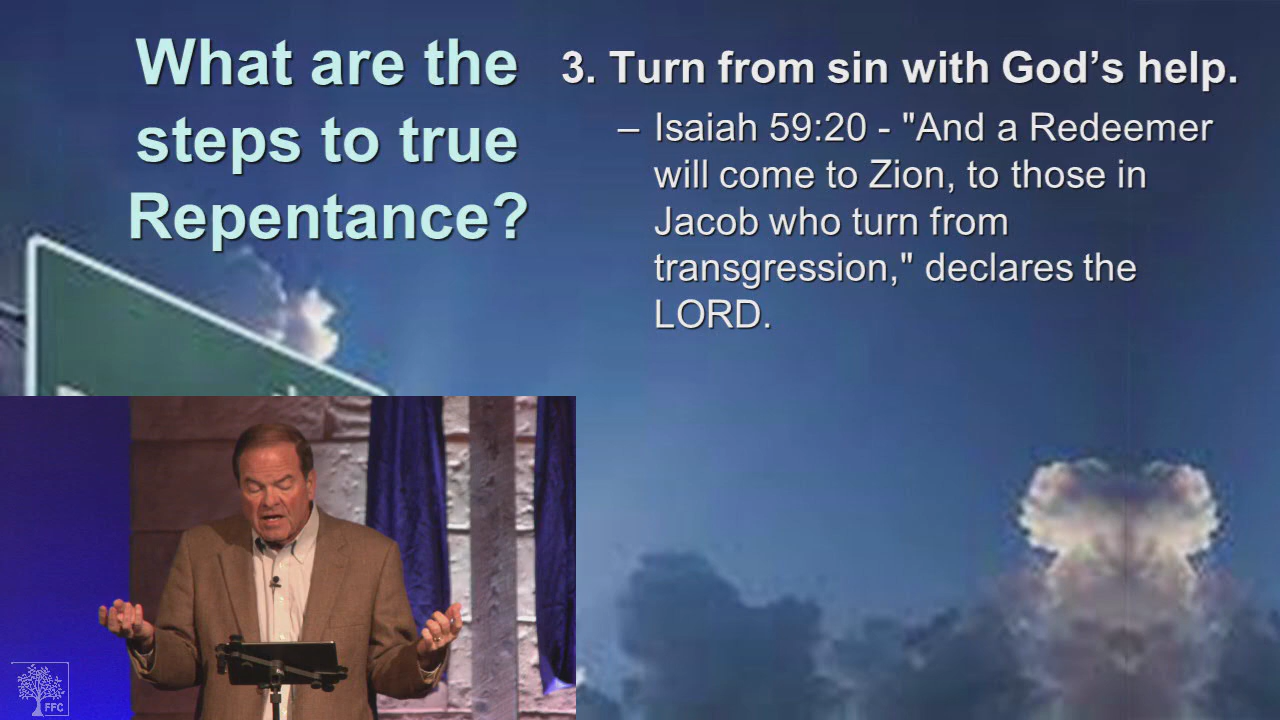 What are the
steps to true
Repentance?
3. Turn from sin with God’s help.
– Isaiah 59:20 - "And a Redeemer
will come to Zion, to those in
Jacob who turn from
transgression," declares the
LORD.
FFC